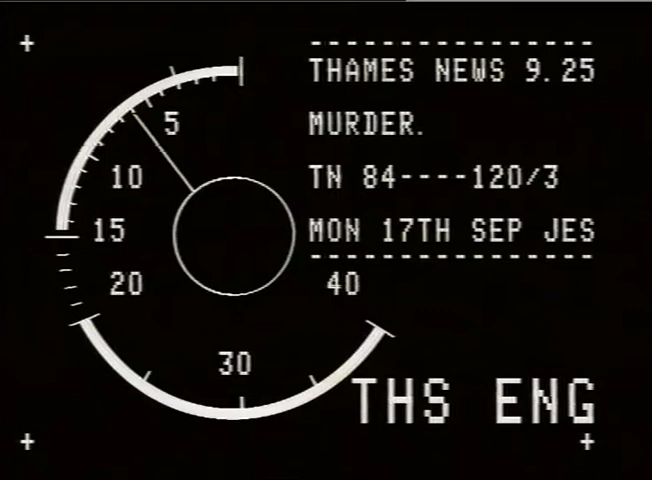 THAMES NEWS 9.25
MURDER.
TN 84----120/3
MON 17TH SEP JES
5
10
15
20
30
40
THS ENG